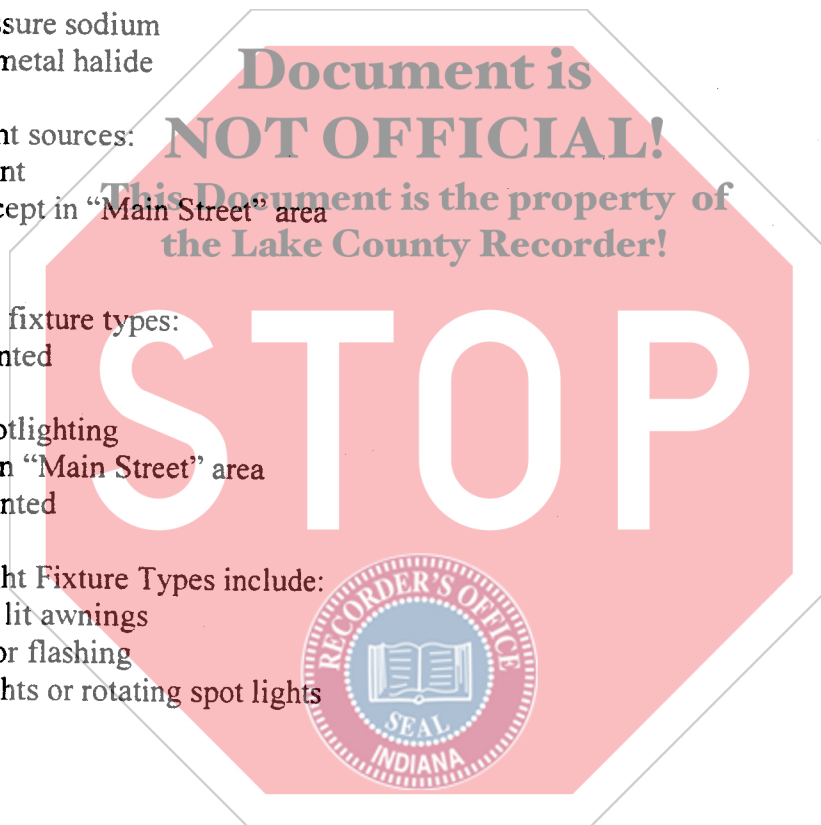 ssure sodium
metal halide
Document is
nt sources:
NOT OFFICIAL!
nt
This Document is the property of
cept in “Main Street” area
the Lake County Recorder!
fixture types:
nted
STOP
otlighting
n “Main Street” area
nted
ht Fixture Types include:
lit awnings
or flashing
hts or rotating spot lights
RECORDER'S OFFICE
SEAL
INDIANA